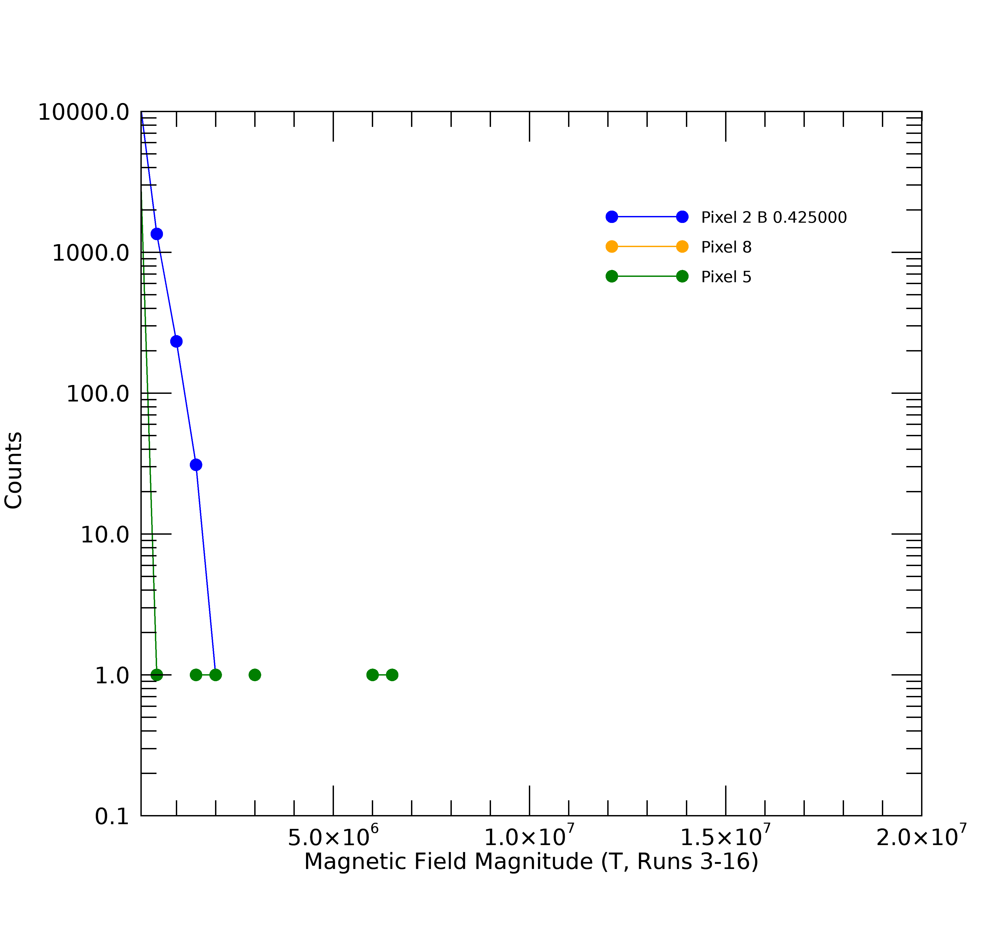 10000.0
1000.0
100.0
10.0
1.0
0.1
Counts
Pixel 2 B 0.425000
Pixel 8
Pixel 5
5.0×10⁶
1.0×10⁷
1.5×10⁷
2.0×10⁷
Magnetic Field Magnitude (T, Runs 3-16)